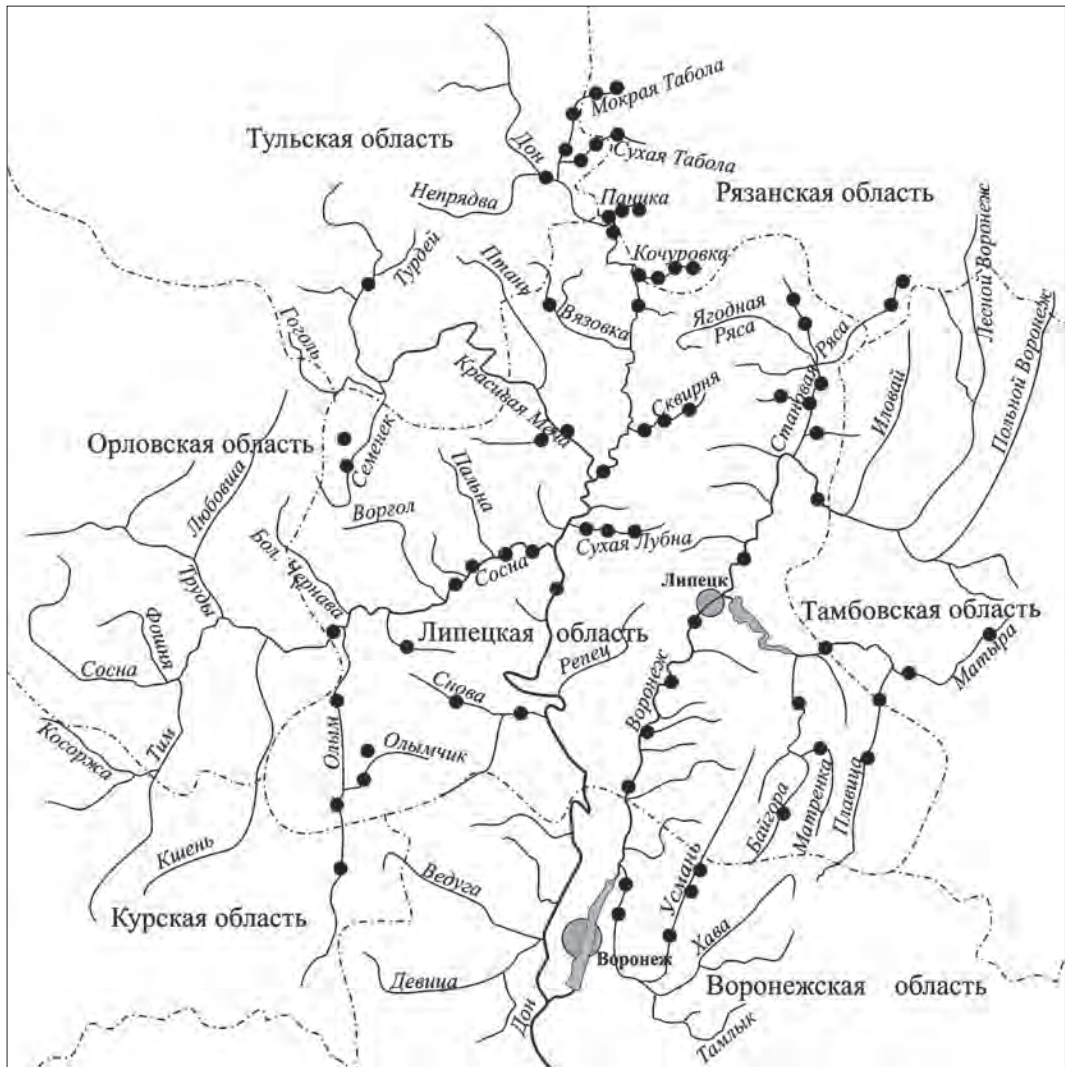 Мокрая Табола
Тульская область
Дон
Сухая Табола
Непрядва
Паника
Рязанская область
Лесной Воронеж
Турдей
Птань
Кочуровка
Польной Воронеж
Вязовка
Ягодная
Ряса
Ряса
Гоголь
Красивая Меча
Сквирня
Становая
Иловай
Орловская область
Семенек
Любовша
Пальна
Воргол
Бол. Чернава
Сосна
Сухая Лубна
Липецк
Труды
Фошня
Тамбовская область
Липецкая область
Матыра
Сосна
Репец
Снова
Воронеж
Косоржа
Тим
Олым
Олымчик
Байгора
Матренка
Плавица
Кшень
Усмань
Ведуга
Курская область
Хава
Воронеж
Девица
Воронежская область
Дон
Тамлык